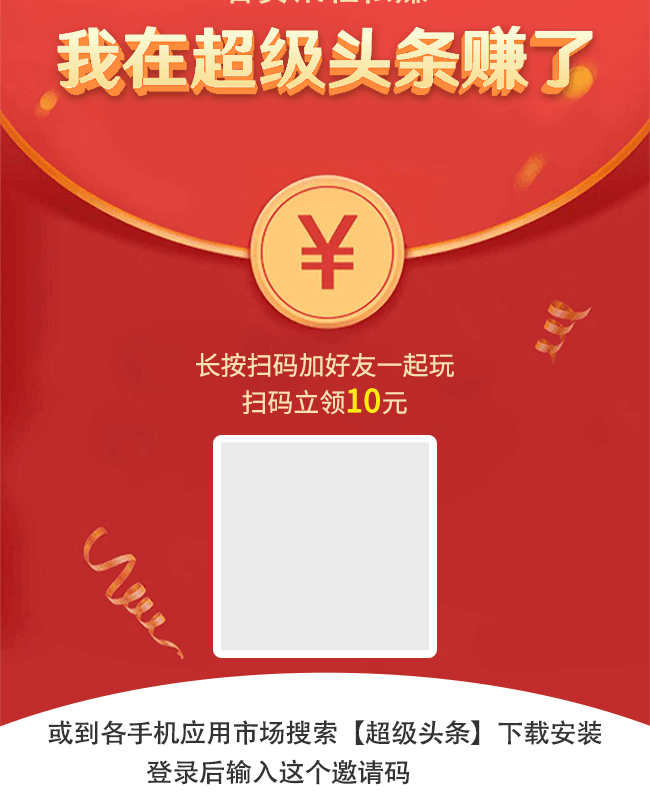 我在超级头条赚了
¥
长按扫码加好友一起玩
扫码立领10元
或到各手机应用市场搜索【超级头条】下载安装
登录后输入这个邀请码